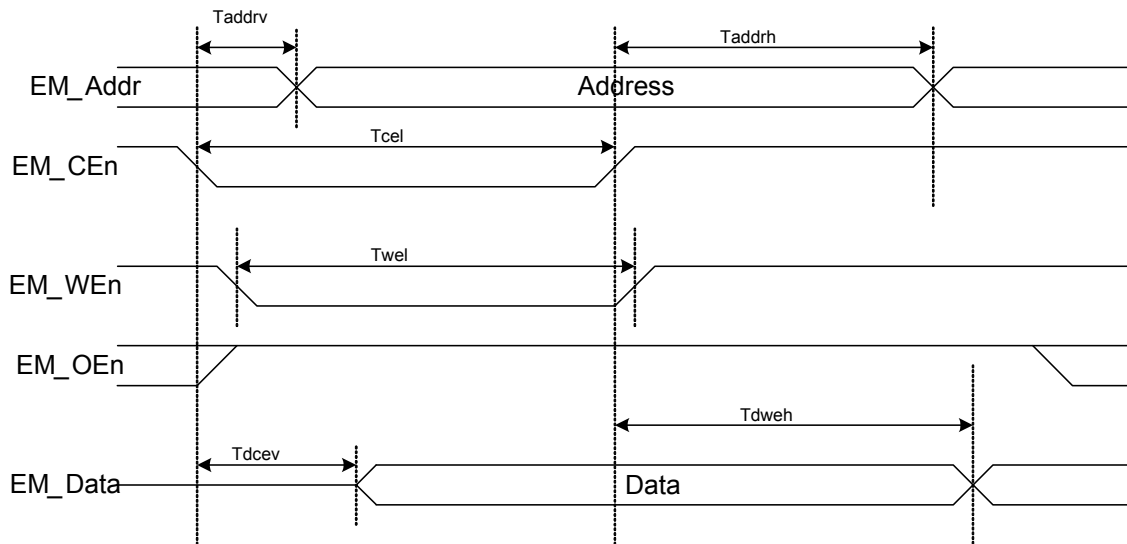 Taddrv
Taddrh
EM_Addr
Address
Tcel
EM_CEn
Twel
EM_WEn
EM_OEn
Tdweh
Tdcev
EM_Data
Data